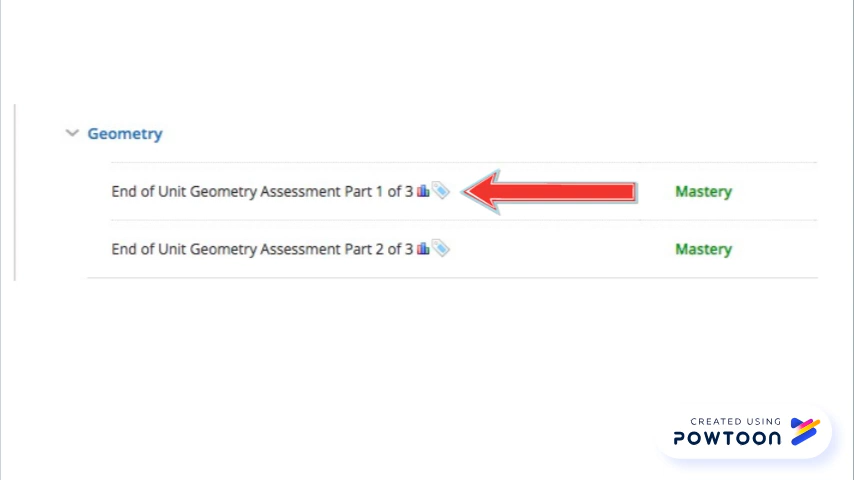 Geometry
End of Unit Geometry Assessment Part 1 of 3 Mastery
End of Unit Geometry Assessment Part 2 of 3 Mastery
CREATED USING
POWTOON